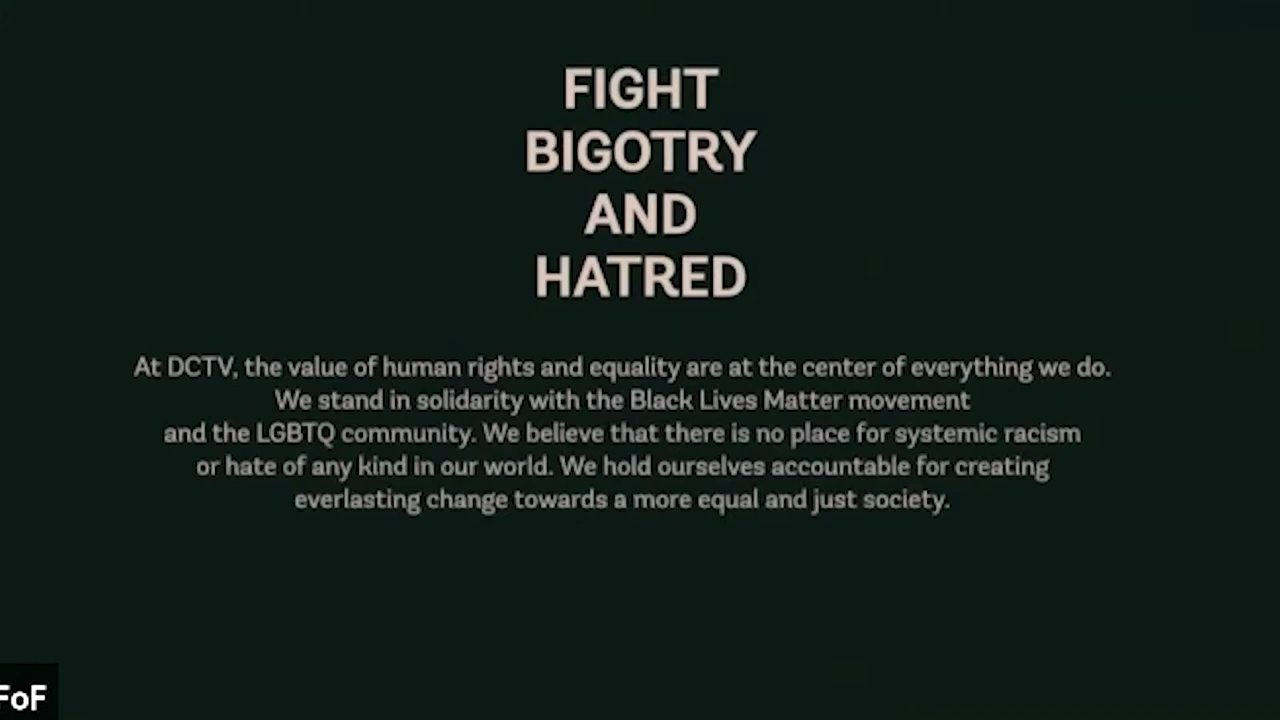 FIGHT
BIGOTRY
AND
HATRED
At DCTV, the value of human rights and equality are at the center of everything we do.
We stand in solidarity with the Black Lives Matter movement
and the LGBTQ community. We believe that there is no place for systemic racism
or hate of any kind in our world. We hold ourselves accountable for creating
everlasting change towards a more equal and just society.
FoF